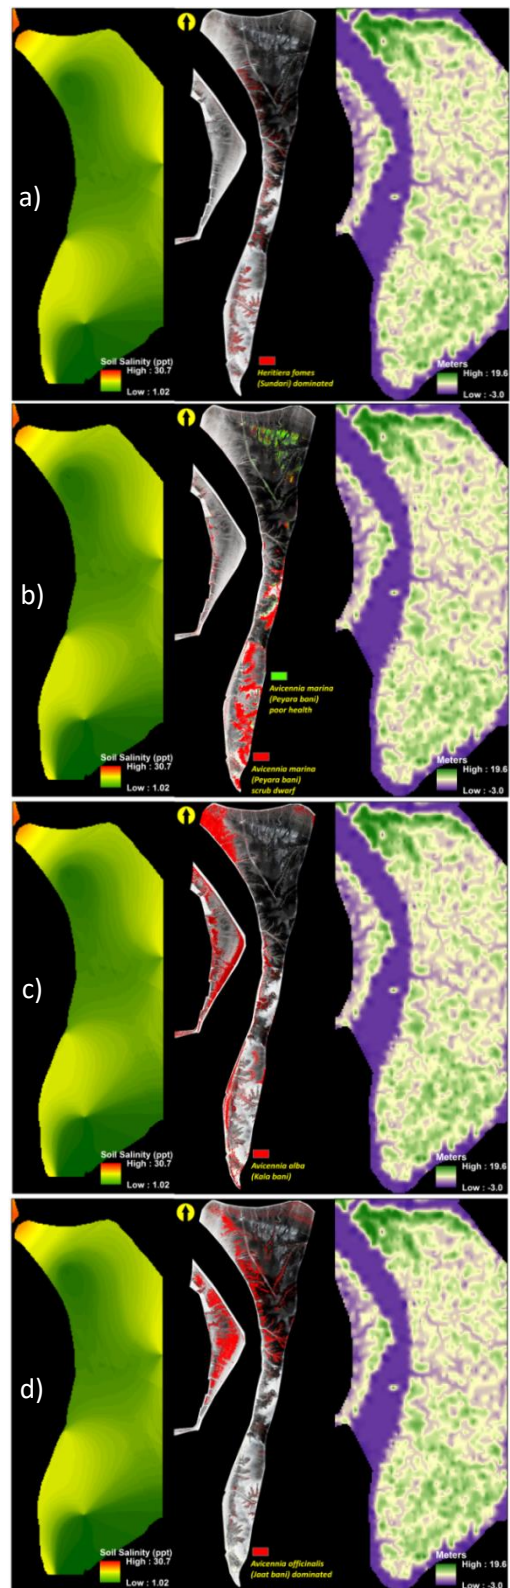 a)
Soil Salinity (ppt)
High : 30.7
Low : 1.02
Heritiera fomes
(Sundari) dominated
Meters
High : 19.6
Low : -3.0
b)
Soil Salinity (ppt)
High : 30.7
Low : 1.02
Avicennia marina
(Peyara bani)
poor health
Avicennia marina
(Peyara bani)
scrub dwarf
Meters
High : 19.6
Low : -3.0
c)
Soil Salinity (ppt)
High : 30.7
Low : 1.02
Avicennia alba
(Kala bani)
Meters
High : 19.6
Low : -3.0
d)
Soil Salinity (ppt)
High : 30.7
Low : 1.02
Avicennia officinalis
(Jaat bani) dominated
Meters
High : 19.6
Low : -3.0